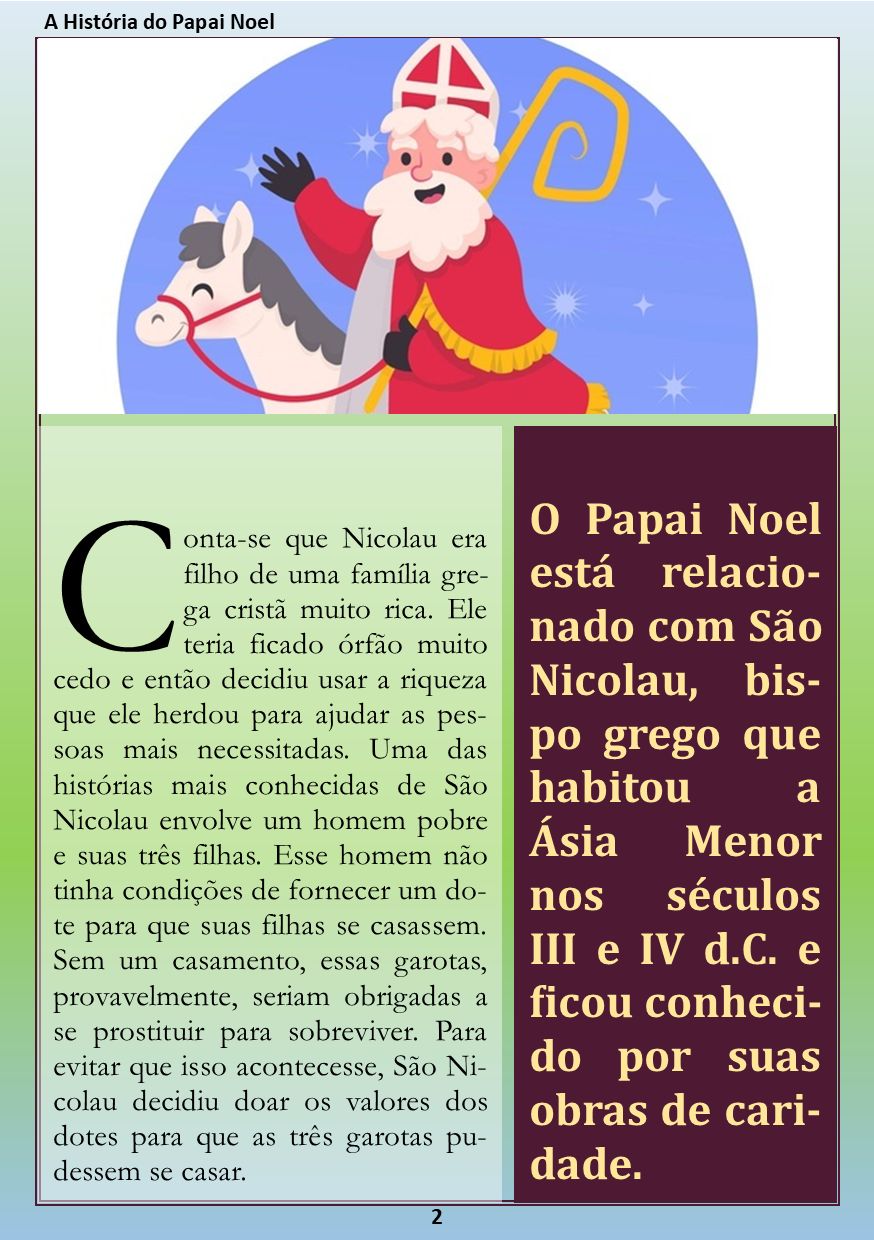 A História do Papai Noel
Conta-se que Nicolau era
filho de uma família gre-
ga cristã muito rica. Ele
teria ficado órfão muito
cedo e então decidiu usar a riqueza
que ele herdou para ajudar as pes-
soas mais necessitadas. Uma das
histórias mais conhecidas de São
Nicolau envolve um homem pobre
e suas três filhas. Esse homem não
tinha condições de fornecer um do-
te para que suas filhas se casassem.
Sem um casamento, essas garotas,
provavelmente, seriam obrigadas a
se prostituir para sobreviver. Para
evitar que isso acontecesse, São Ni-
colau decidiu doar os valores dos
dotes para que as três garotas pu-
dessem se casar.
O Papai Noel
está relacio-
nado com São
Nicolau, bis-
po grego que
habitou a
Ásia Menor
nos séculos
III e IV d.C. e
ficou conheci-
do por suas
obras de cari-
dade.
2